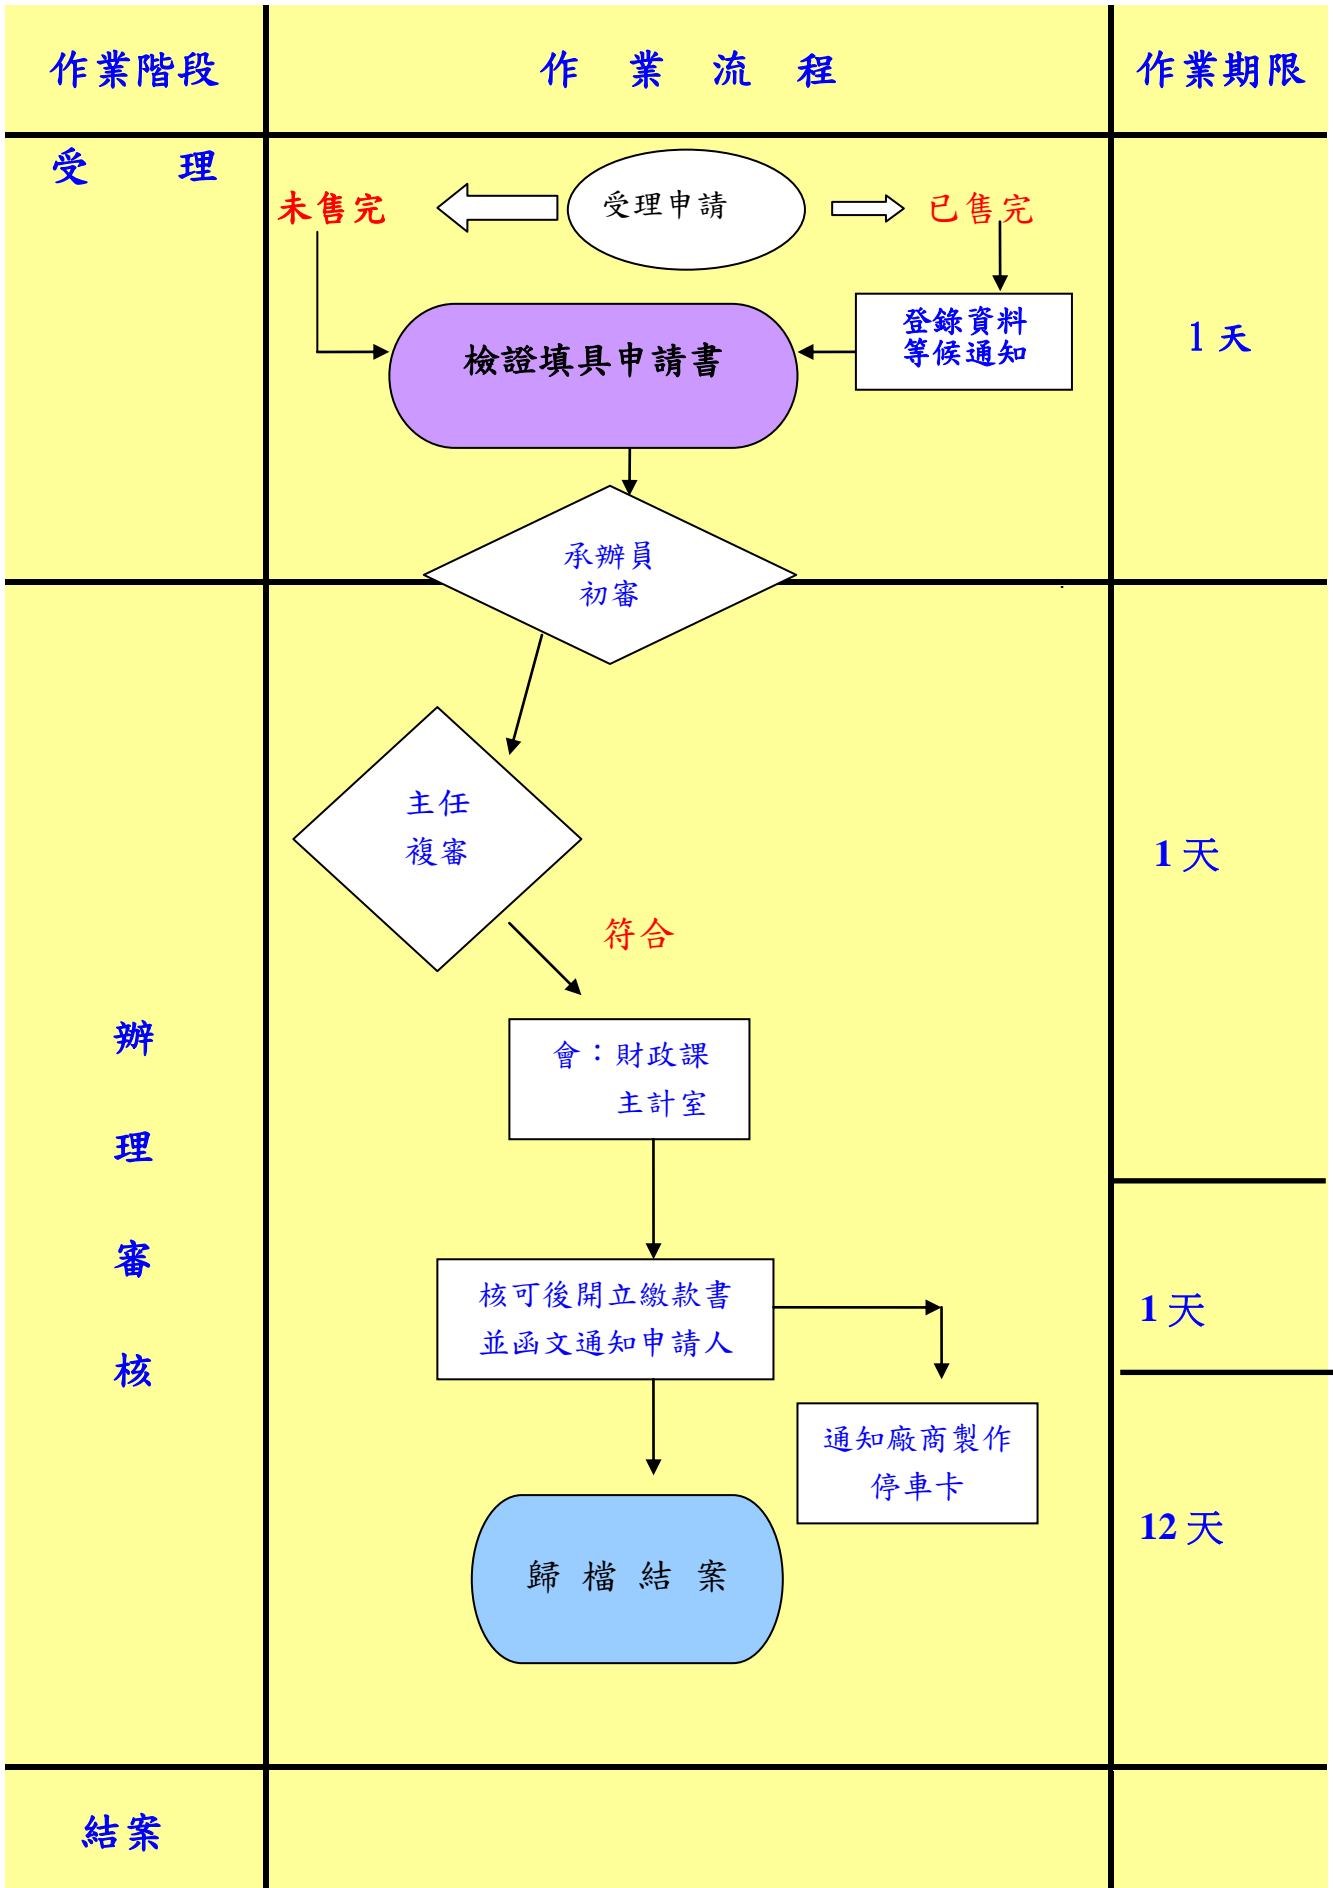 作業階段
作業流程
作業期限
受理
未售完
受理申請
已售完
登錄資料
等候通知
檢證填具申請書
1天
承辦員
初審
主任
複審
1天
符合
會：財政課
主計室
辦
理
審
核
核可後開立繳款書
並函文通知申請人
1天
通知廠商製作
停車卡
12天
歸檔結案
結案